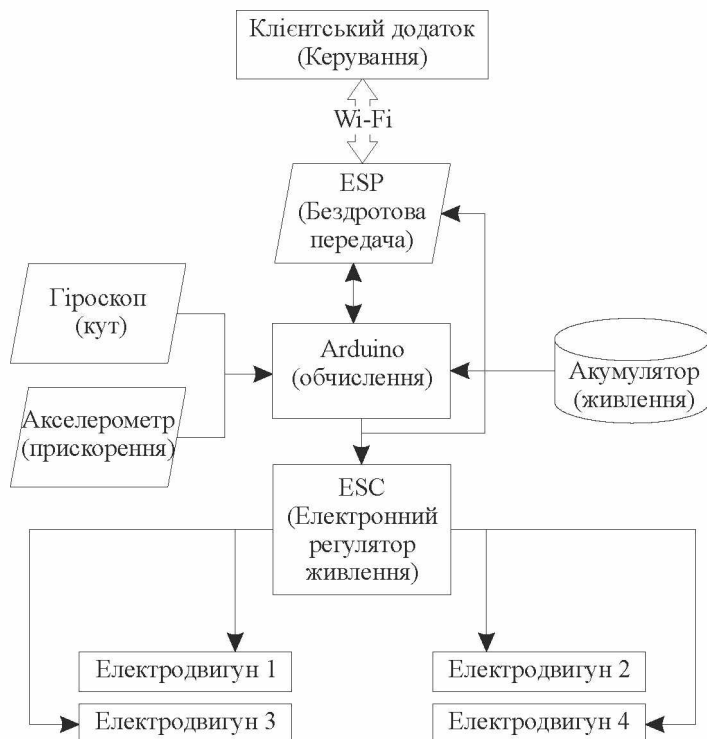 Клієнтський додаток
(Керування)
Wi-Fi
ESP
(Бездротова
передача)
Гіроскоп
(кут)
Arduino
(обчислення)
Акумулятор
(живлення)
Акселерометр
(прискорення)
ESC
(Електронний
регулятор
живлення)
Електродвигун 1
Електродвигун 2
Електродвигун 3
Електродвигун 4